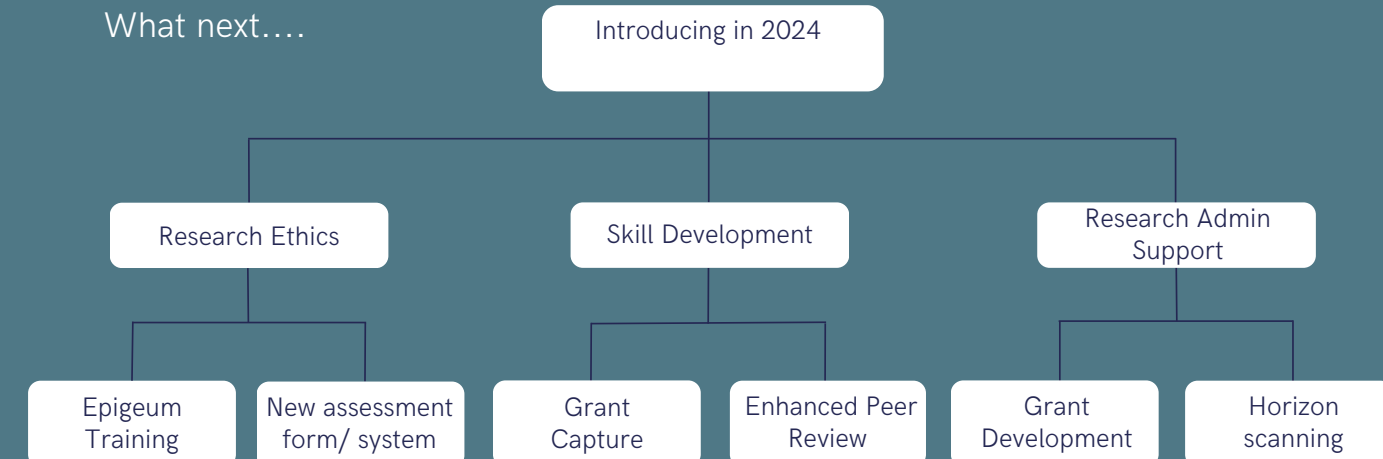 What next....
Introducing in 2024
Research Ethics
Skill Development
Research Admin
Support
Epigeum
Training
New assessment
form/ system
Grant
Capture
Enhanced Peer
Review
Grant
Development
Horizon
scanning